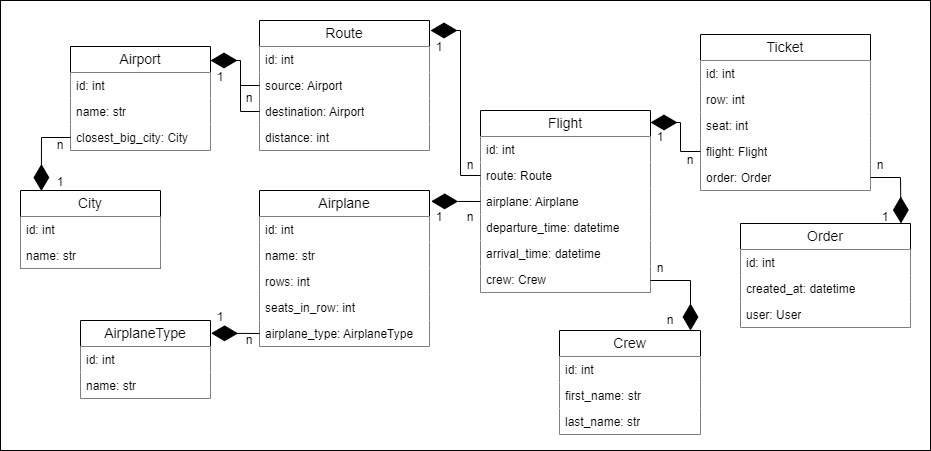 Route
id: int
source: Airport
destination: Airport
distance: int
1
n
Airport
id: int
name: str
closest_big_city: City
1
n
n
1
City
id: int
name: str
Ticket
id: int
row: int
seat: int
flight: Flight
order: Order
n
1
Flight
id: int
route: Route
airplane: Airplane
departure_time: datetime
arrival_time: datetime
crew: Crew
1
n
n
n
Airplane
id: int
name: str
rows: int
seats_in_row: int
airplane_type: AirplaneType
1
n
Order
id: int
created_at: datetime
user: User
AirplaneType
id: int
name: str
1
n
Crew
id: int
first_name: str
last_name: str
n